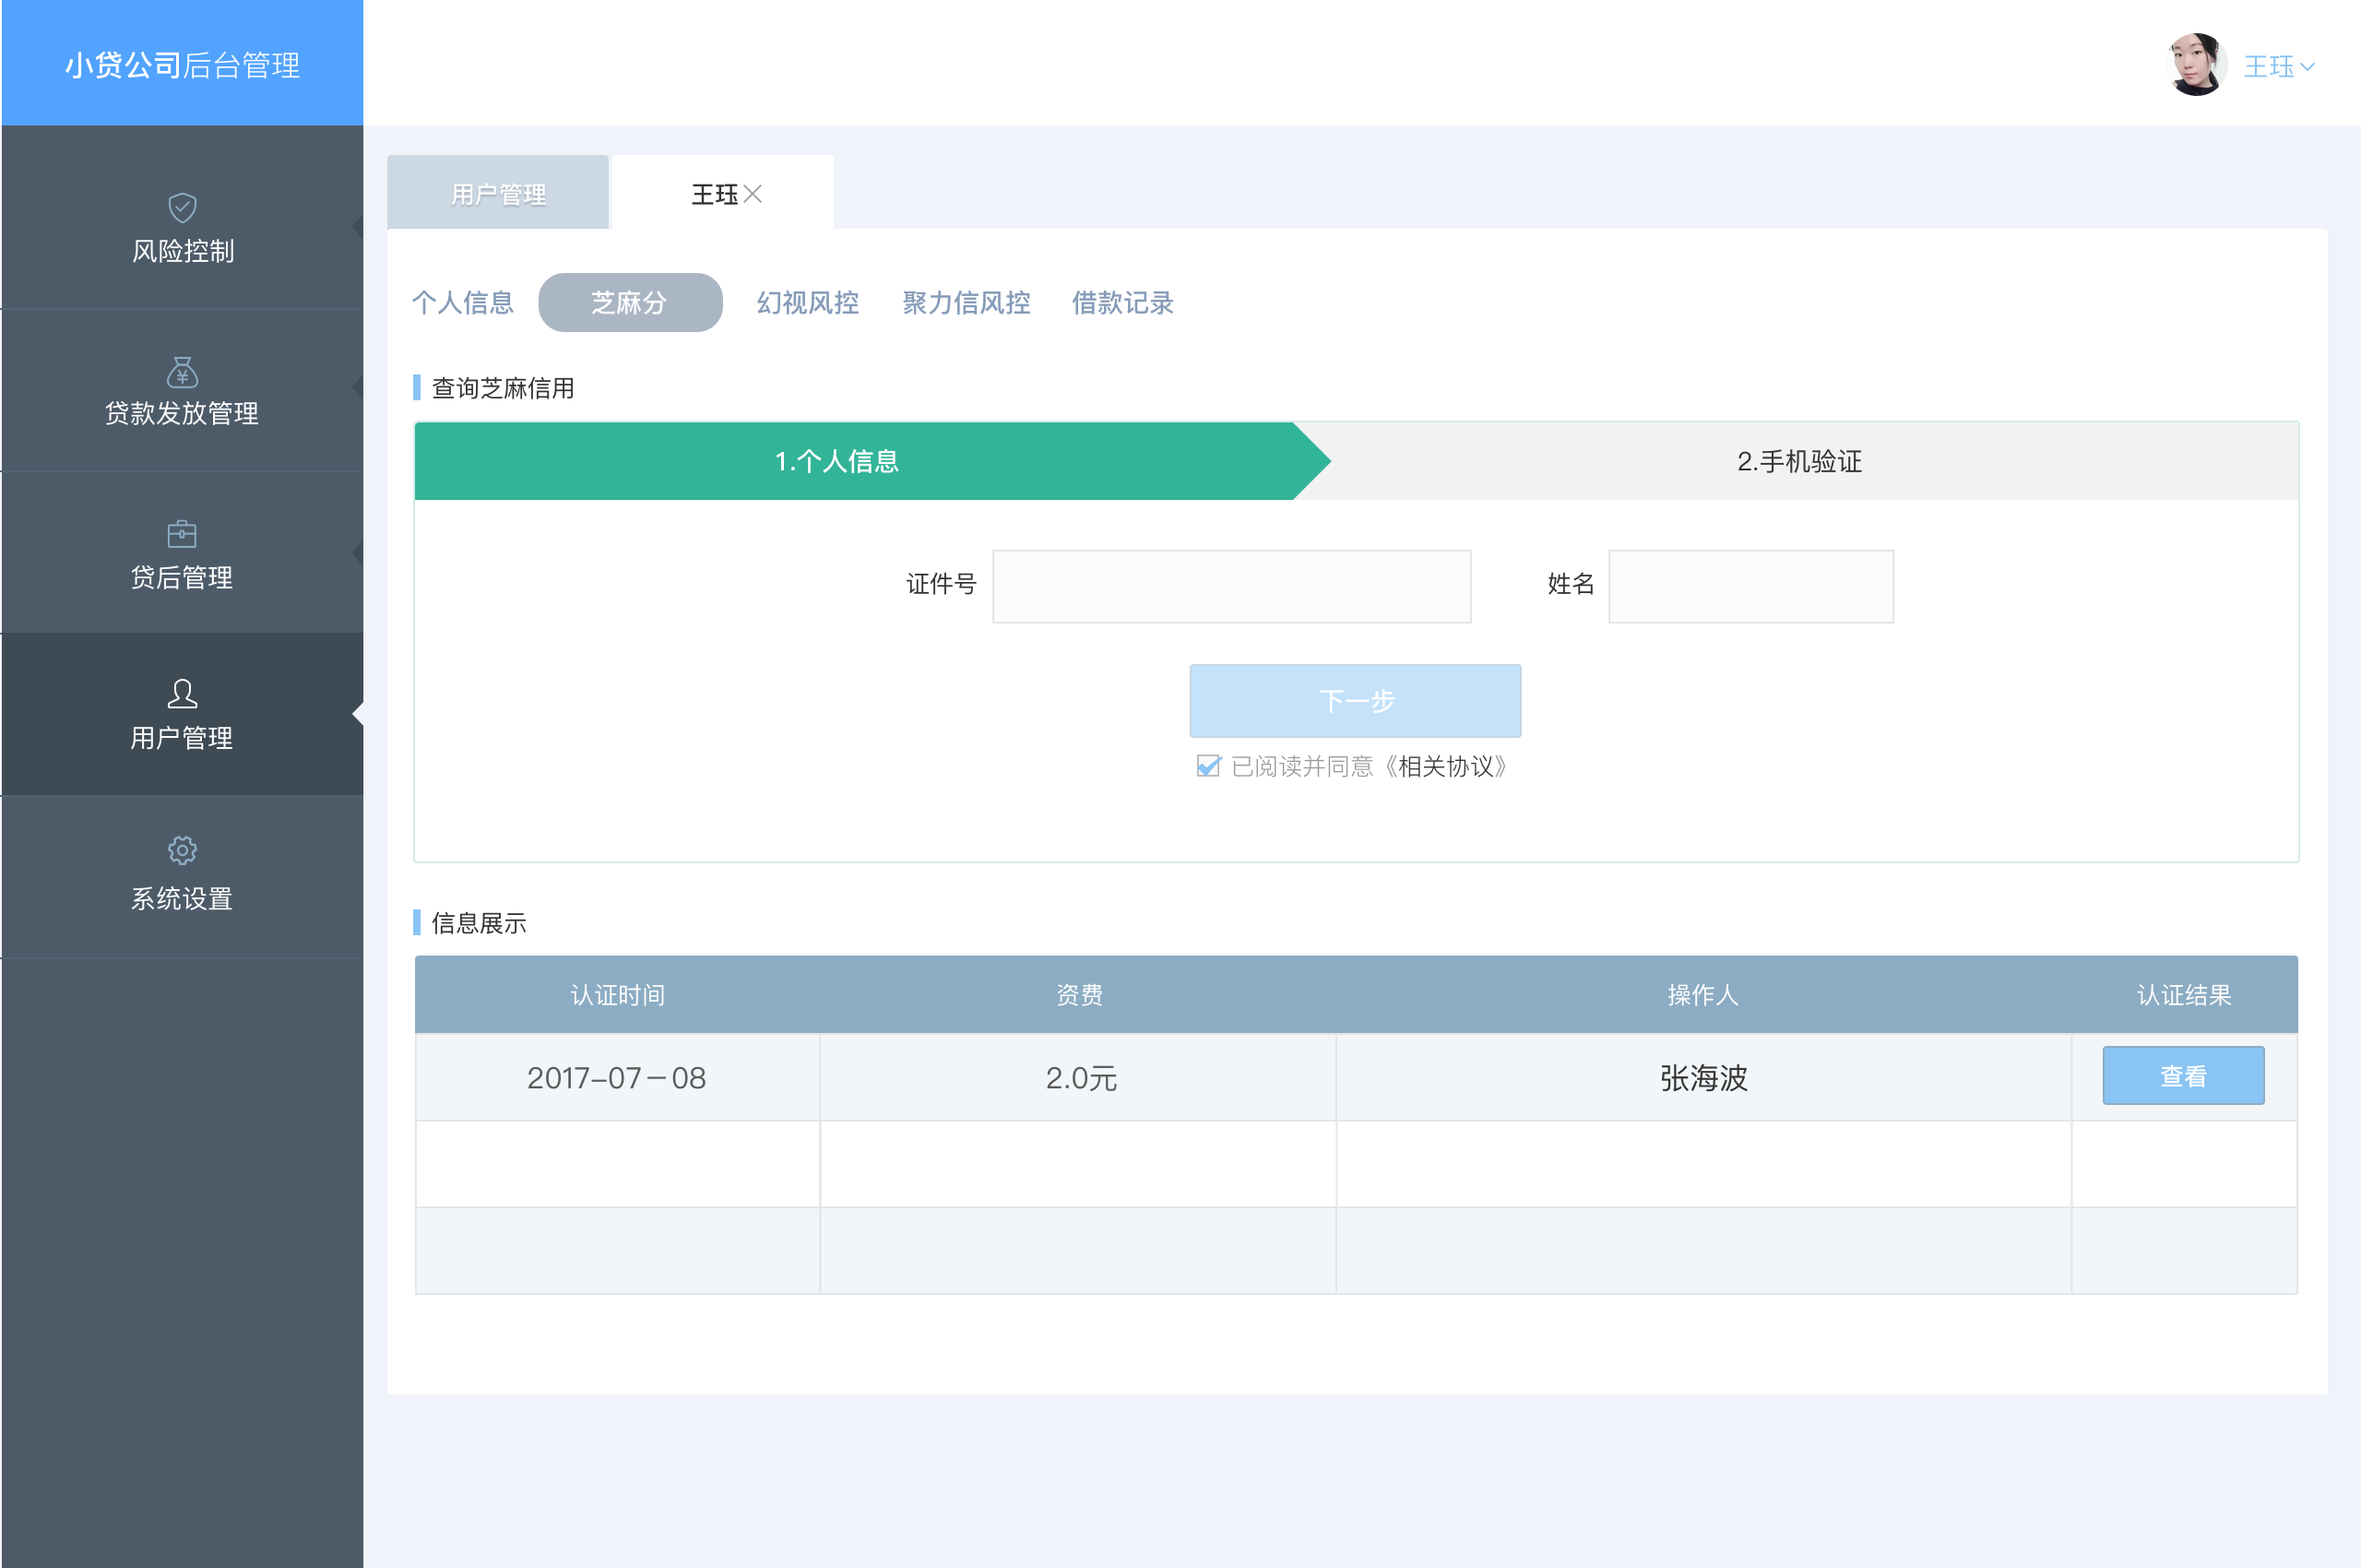 小贷公司后台管理
王珏
风险控制
贷款发放管理
贷后管理
用户管理
系统设置
用户管理
王珏
个人信息
芝麻分
幻视风控
聚力信风控
借款记录
查询芝麻信用
1.个人信息
2.手机验证
证件号
姓名
下一步
已阅读并同意《相关协议》
信息展示
认证时间
资费
操作人
认证结果
2017-07-08
2.0元
张海波
查看